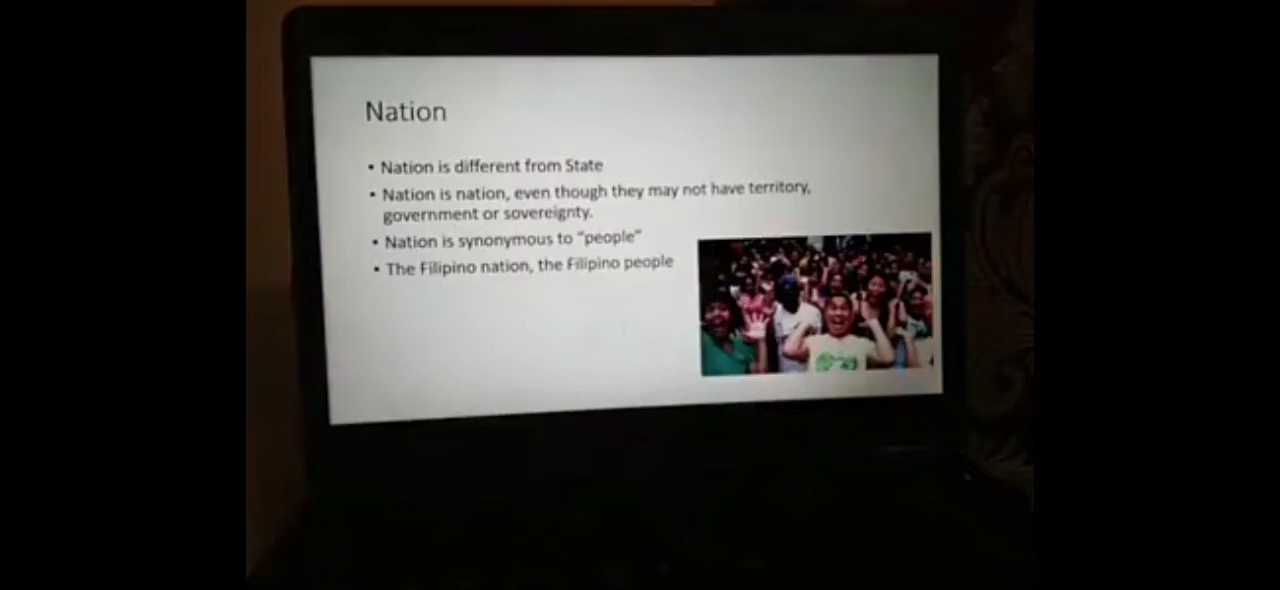 Nation
• Nation is different from State
• Nation is nation, even though they may not have territory,
government or sovereignty.
• Nation is synonymous to “people”
• The Filipino nation, the Filipino people